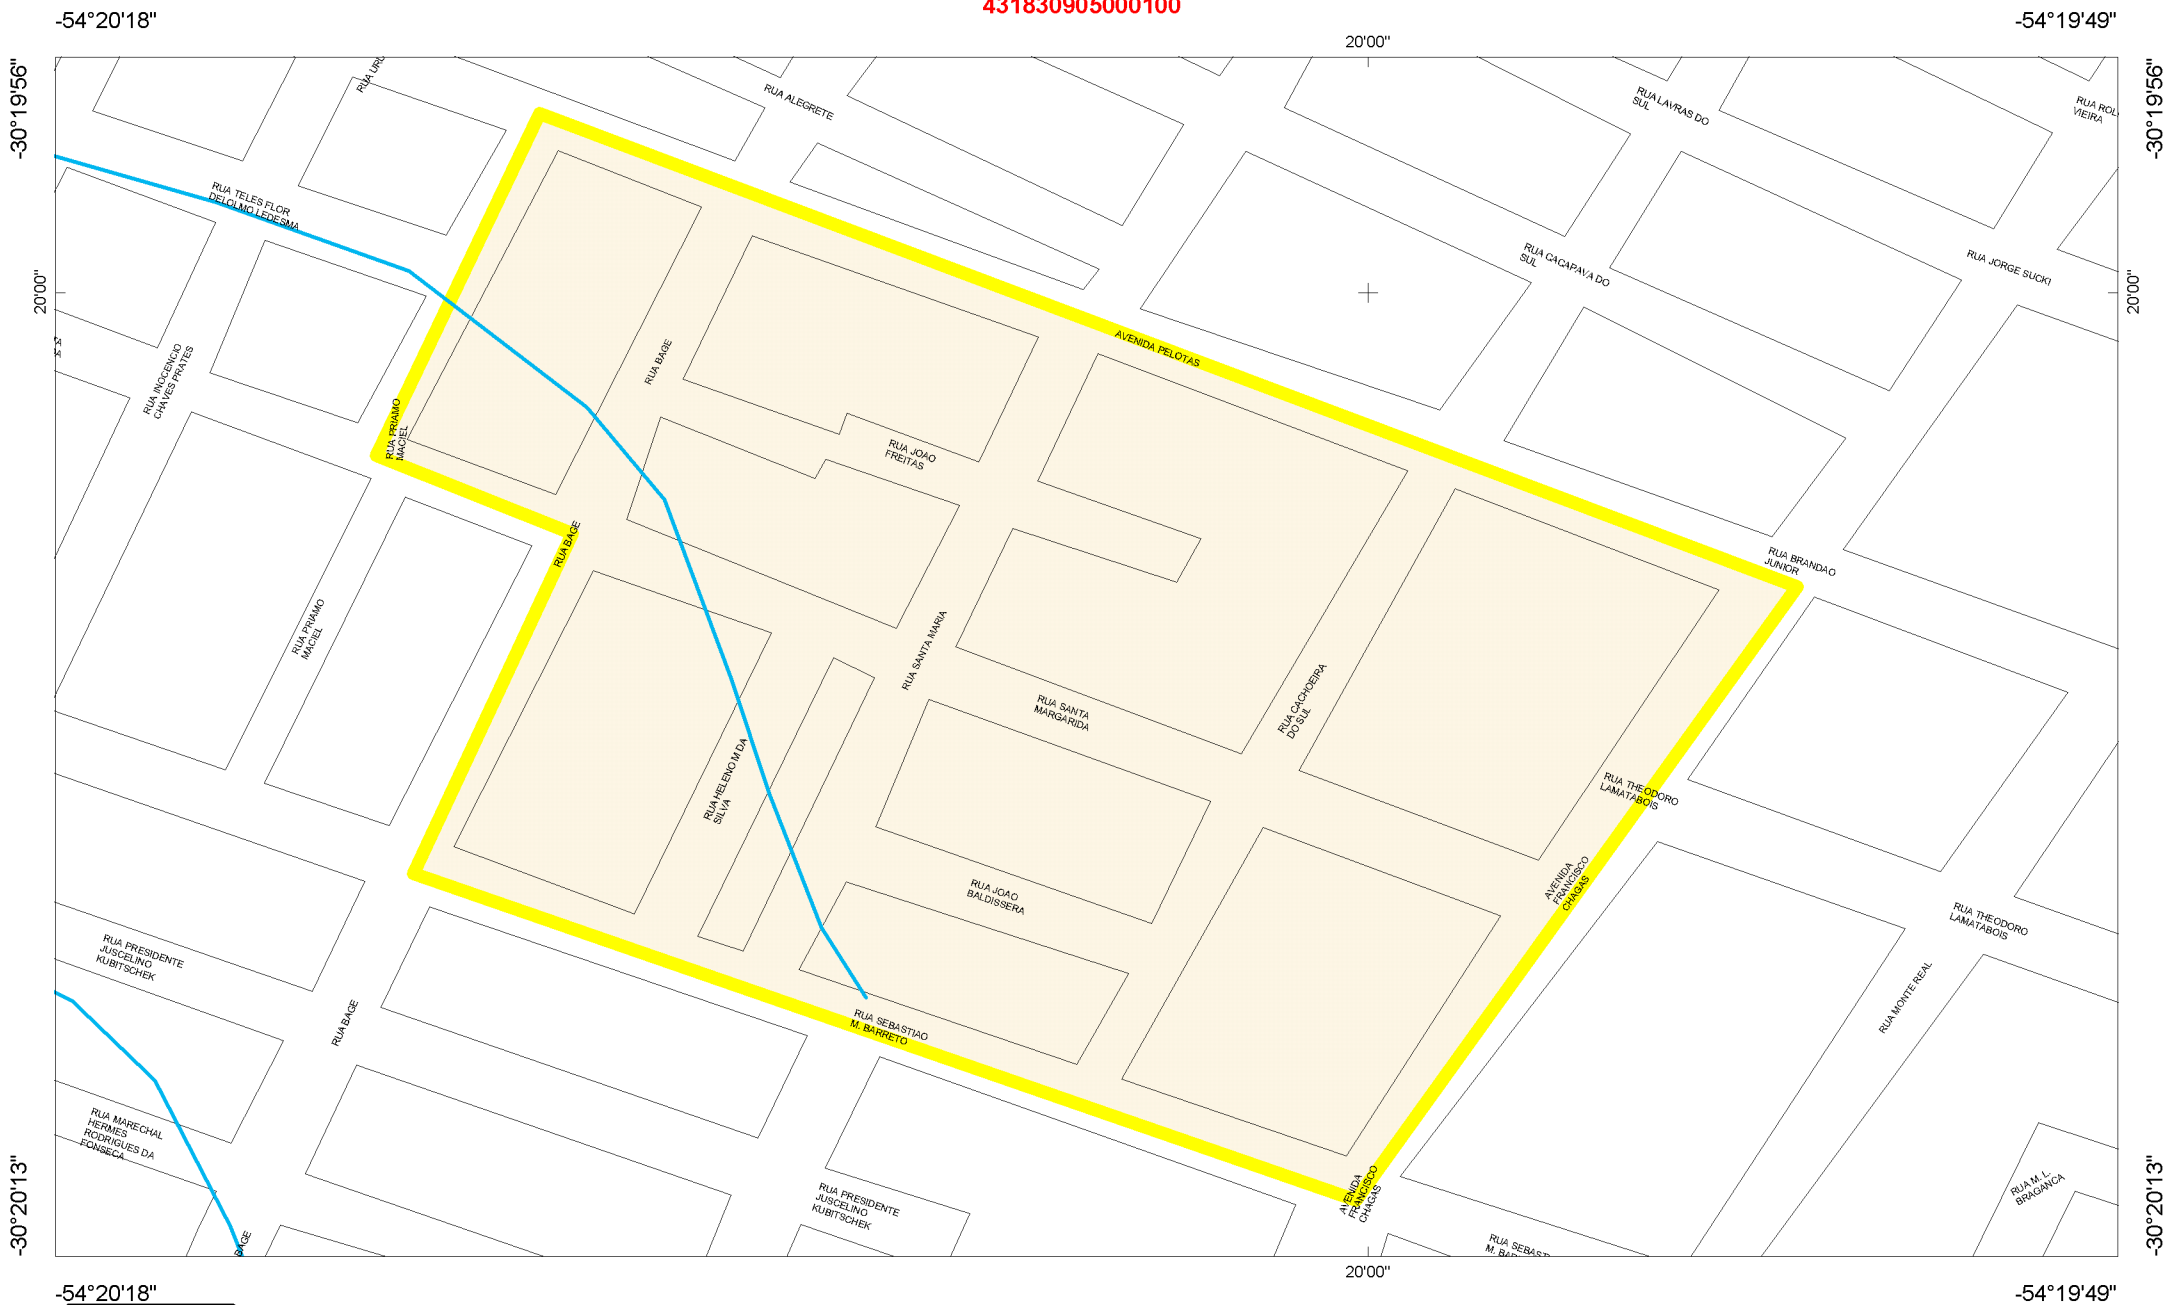 431830905000100
-54°20'18"
-54°19'49"
20'00"
-30°19'56"
-30°19'56"
RUA ALEGRETE
RUA LAVRAS DO
SUL
VIEIRA
RUA TELES FLOR
DELOLMO LEDESMA
RUA CACAPAVA DO
SUL
RUA JORGE SUCKI
20'00"
20'00"
AVENIDA PELOTAS
RUA BAGE
RUA INOCENCIO
CHAVES PRATES
RUA PRIAMO
MACIEL
RUA JOAO
FREITAS
RUA BAGE
RUA BRANDAO
JUNIOR
RUA PRIAMO
MACIEL
RUA SANTA MARIA
RUA SANTA
MARGARIDA
RUA CACHOEIRA
DO SUL
RUA HELENO M DA
SILVA
RUA THEODORO
LAMATABOIS
AVENIDA
FRANCISCO
CHAGAS
RUA JOAO
BALDISSERA
RUA THEODORO
LAMATABOIS
RUA PRESIDENTE
JUSCELINO
KUBITSCHEK
RUA MONTE REAL
RUA BAGE
RUA SEBASTIAO
M. BARRETO
RUA MARECHAL
HERMES
RODRIGUES DA
FONSECA
AVENIDA
FRANCISCO
CHAGAS
RUA M. L.
BRAGANCA
RUA PRESIDENTE
JUSCELINO
KUBITSCHEK
BAGE
RUA SEBAST
M. BAR
-30°20'13"
-30°20'13"
20'00"
-54°20'18"
-54°19'49"